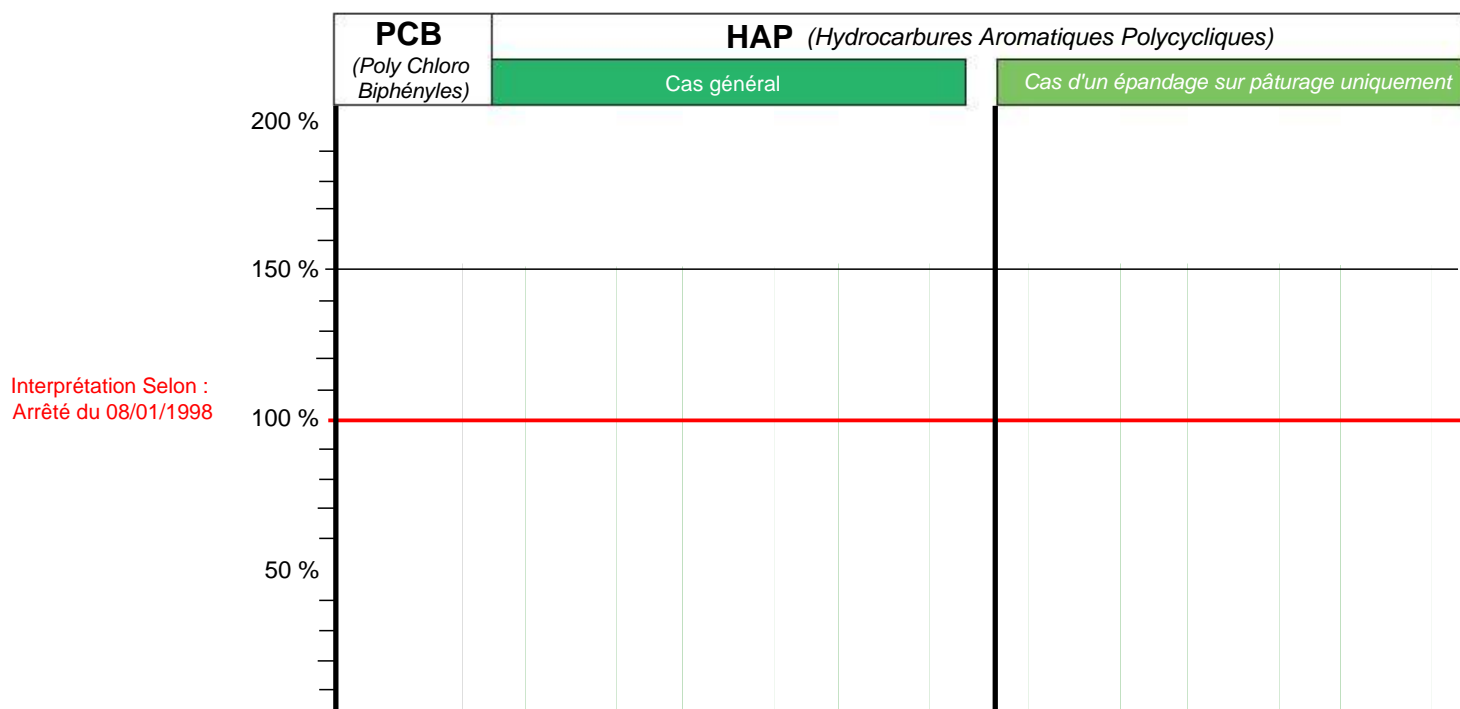 PCB
(Poly Chloro
Biphényles)
HAP (Hydrocarbures Aromatiques Polycycliques)
Cas général
Cas d'un épandage sur pâturage uniquement
200 %
150 %
Interprétation Selon :
Arrêté du 08/01/1998
100 %
50 %